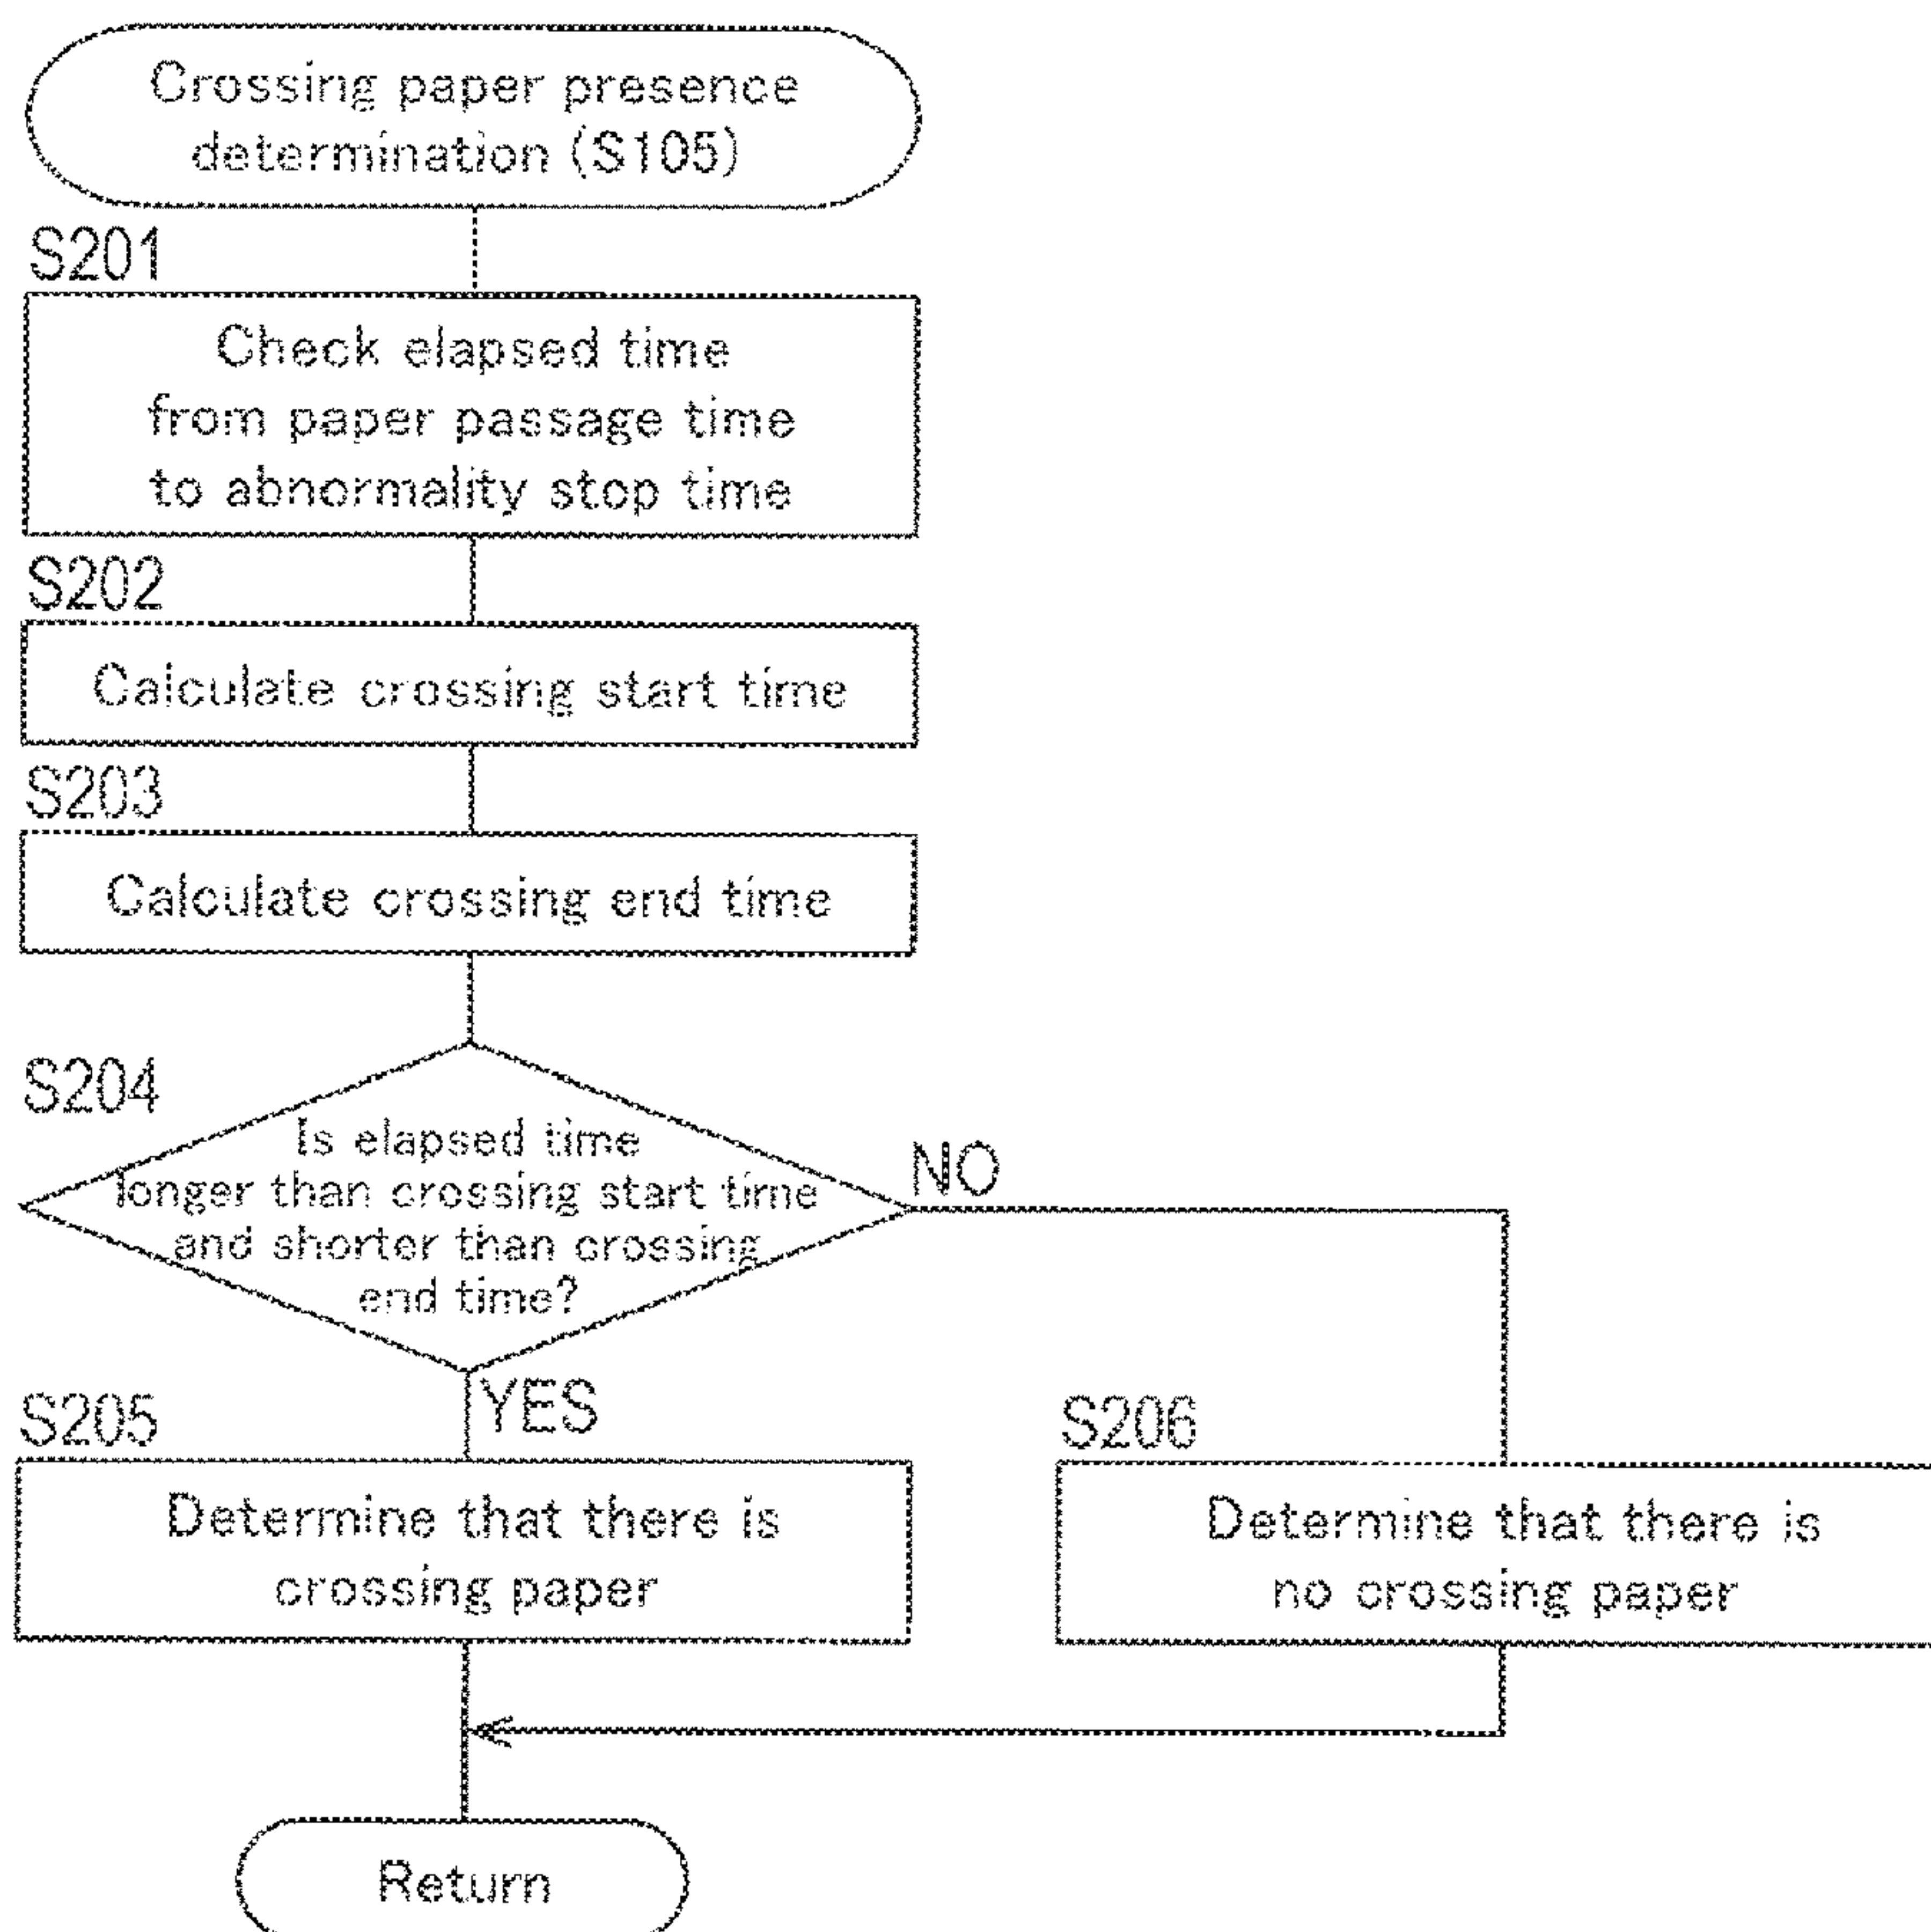 Crossing paper presence
determination (S105)
S201
Check elapsed time
from paper passage time
to abnormality stop time
S202
Calculate crossing start time
S203
Calculate crossing end time
S204
Is elapsed time
longer than crossing start time
and shorter than crossing
end time?
NO
YES
S205
Determine that there is
crossing paper
S206
Determine that there is
no crossing paper
Return